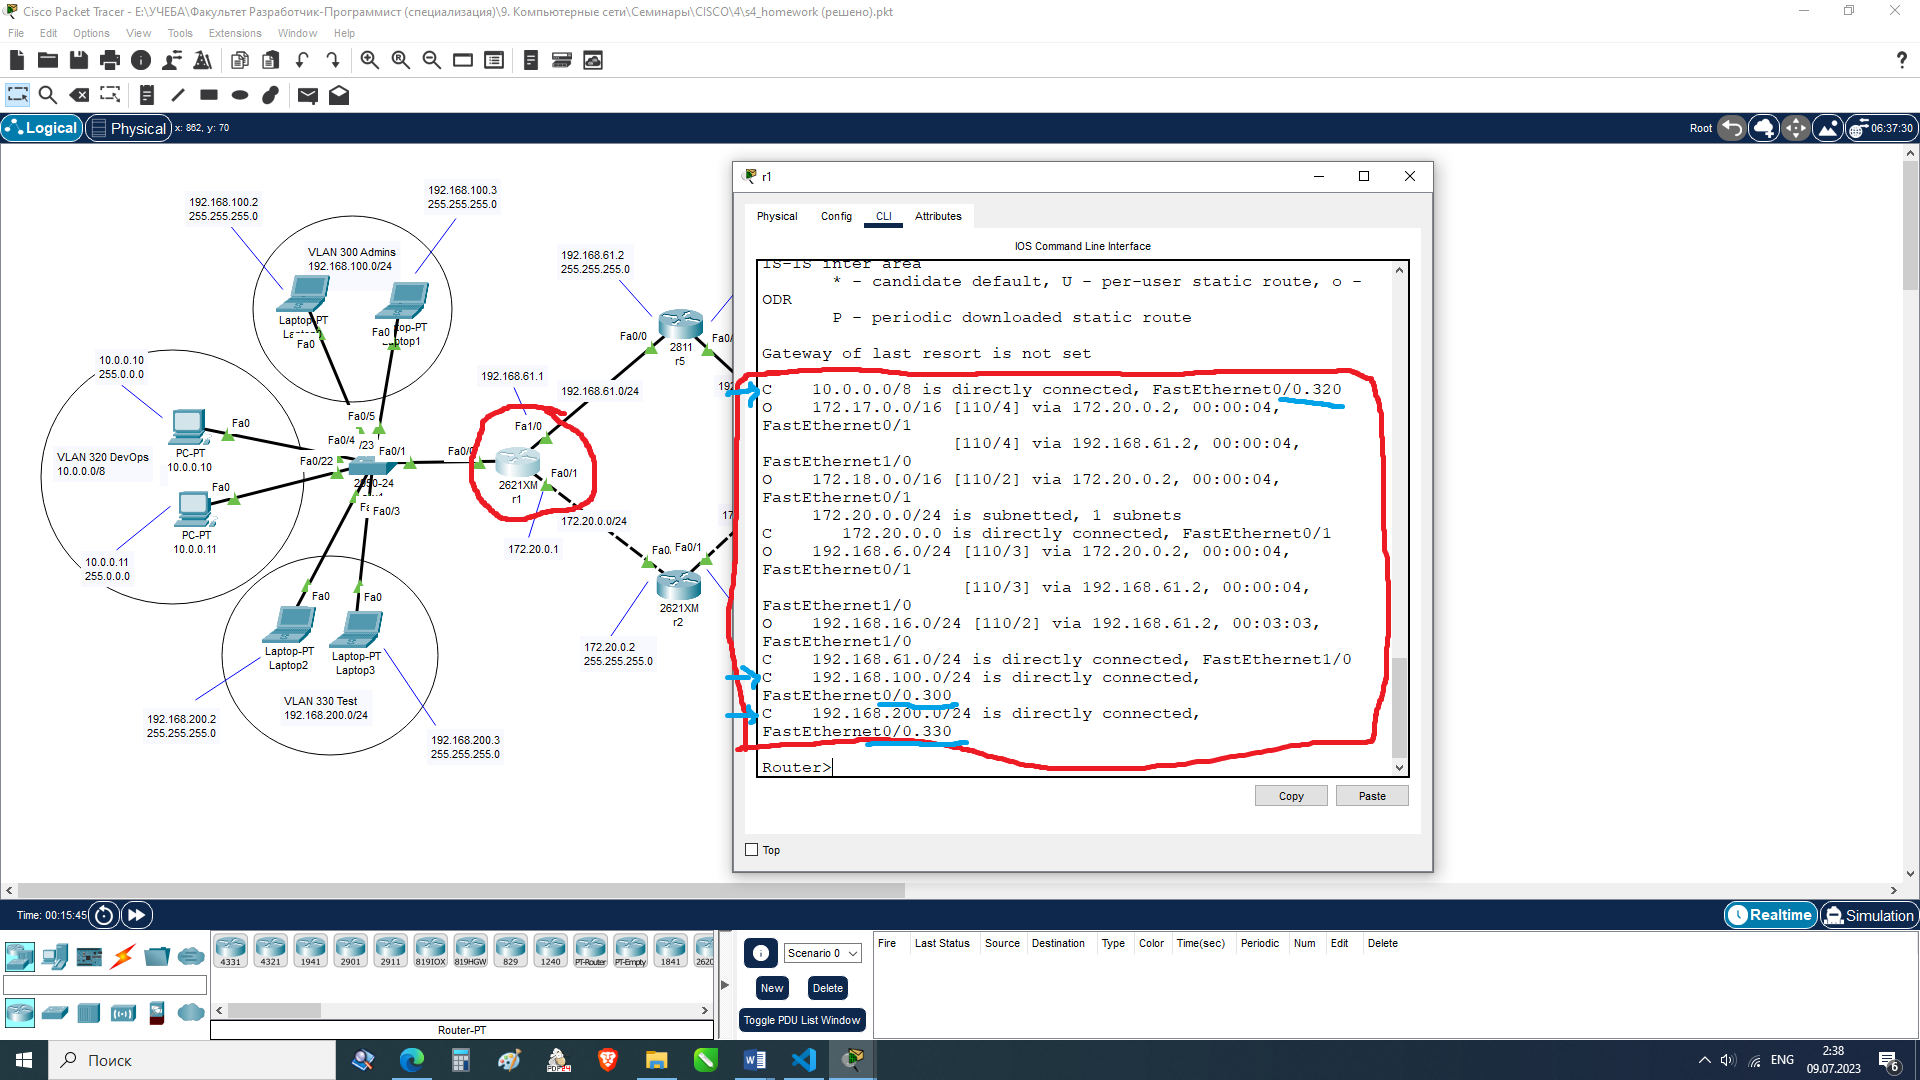 Cisco Packet Tracer - E:\УЧЕБА\Факультет Разработчик-Программист (специализация)\9. Компьютерные сети\Семинары\CISCO\4\s4_homework (решено).pkt
File Edit Options View Tools Extensions Window Help
Logical Physical x: 862, y: 70 Root 06:37:30
192.168.100.2
255.255.255.0
192.168.100.3
255.255.255.0
VLAN 300 Admins
192.168.100.0/24
Laptop-PT
Fa0
Fa0
Laptop1
10.0.0.10
255.0.0.0
Fa0
PC-PT
10.0.0.10
VLAN 320 DevOps
10.0.0.0/8
Fa0
PC-PT
10.0.0.11
10.0.0.11
255.0.0.0
Fa0/5
Fa0/4
Fa0/1
Fa0/22
2950-24
Fa0/3
Fa0
Fa0
Laptop-PT
Laptop2
Laptop-PT
Laptop3
VLAN 330 Test
192.168.200.0/24
192.168.200.2
255.255.255.0
192.168.200.3
255.255.255.0
192.168.61.2
255.255.255.0
Fa0/0
2811
r5
192.168.61.1
192.168.61.0/24
Fa1/0
Fa0/1
2621XM
r1
172.20.0.0/24
172.20.0.1
Fa0/1
2621XM
r2
172.20.0.2
255.255.255.0
r1
Physical Config CLI Attributes
IOS Command Line Interface
IS-IS inter area
* - candidate default, U - per-user static route, o -
ODR
P - periodic downloaded static route
Gateway of last resort is not set
C 10.0.0.0/8 is directly connected, FastEthernet0/0.320
O 172.17.0.0/16 [110/4] via 172.20.0.2, 00:00:04,
FastEthernet0/1
[110/4] via 192.168.61.2, 00:00:04,
FastEthernet1/0
O 172.18.0.0/16 [110/2] via 172.20.0.2, 00:00:04,
FastEthernet0/1
172.20.0.0/24 is subnetted, 1 subnets
C 172.20.0.0 is directly connected, FastEthernet0/1
O 192.168.6.0/24 [110/3] via 172.20.0.2, 00:00:04,
FastEthernet0/1
[110/3] via 192.168.61.2, 00:00:04,
FastEthernet1/0
O 192.168.16.0/24 [110/2] via 192.168.61.2, 00:03:03,
FastEthernet1/0
C 192.168.61.0/24 is directly connected, FastEthernet1/0
C 192.168.100.0/24 is directly connected,
FastEthernet0/0.300
C 192.168.200.0/24 is directly connected,
FastEthernet0/0.330
Router>
Copy Paste
Top
Time: 00:15:45 Realtime Simulation
4331 4321 1941 2901 2911 819IOX 819HGW 829 1240 PT-Router PT-Empty 1841 2620
Router-PT
Scenario 0
New Delete
Toggle PDU List Window
Fire Last Status Source Destination Type Color Time(sec) Periodic Num Edit Delete
Поиск
ENG
2:38
09.07.2023
6